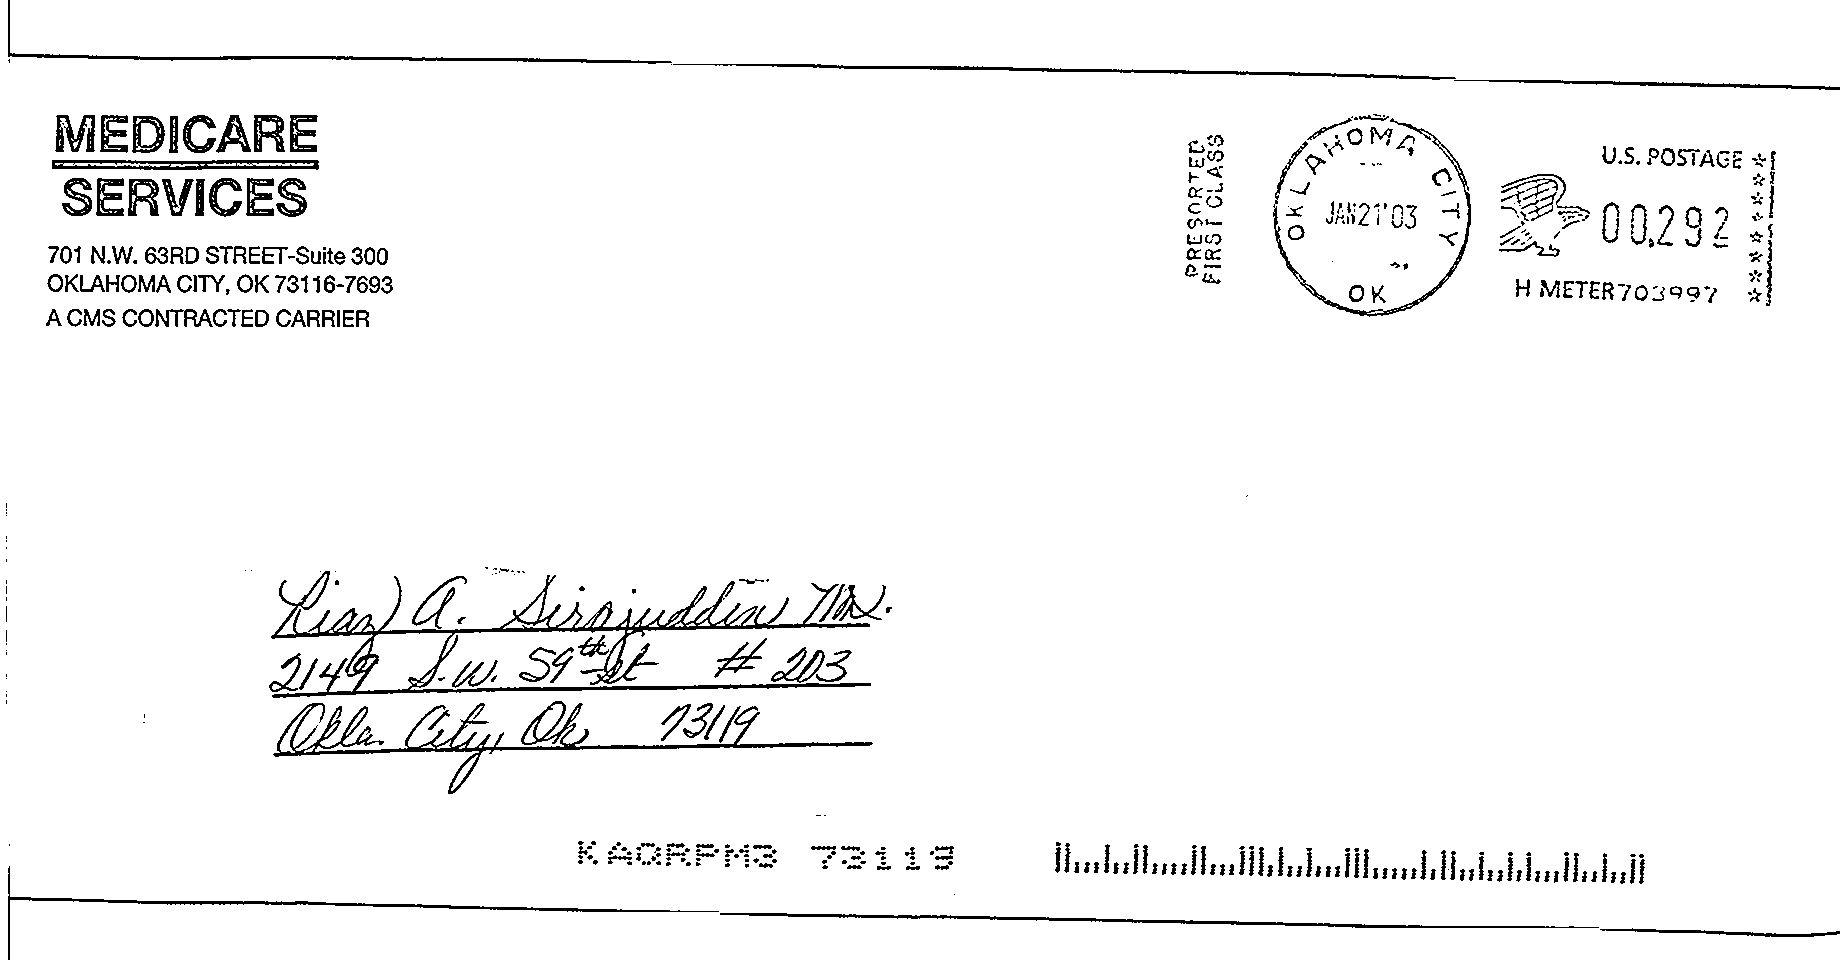 MEDICARE
SERVICES
701 N.W. 63RD STREET-Suite 300
OKLAHOMA CITY, OK 73116-7693
A CMS CONTRACTED CARRIER
PRESORTED
FIRST CLASS
OKLAHOMA CITY
JAN 21 '03
OK
U.S. POSTAGE
00.292
H METER 703997
Riaz A. Sirajuddin MD.
2149 S.W. 59th St # 203
Okla. City, Ok 73119
KAQRPM3 73119